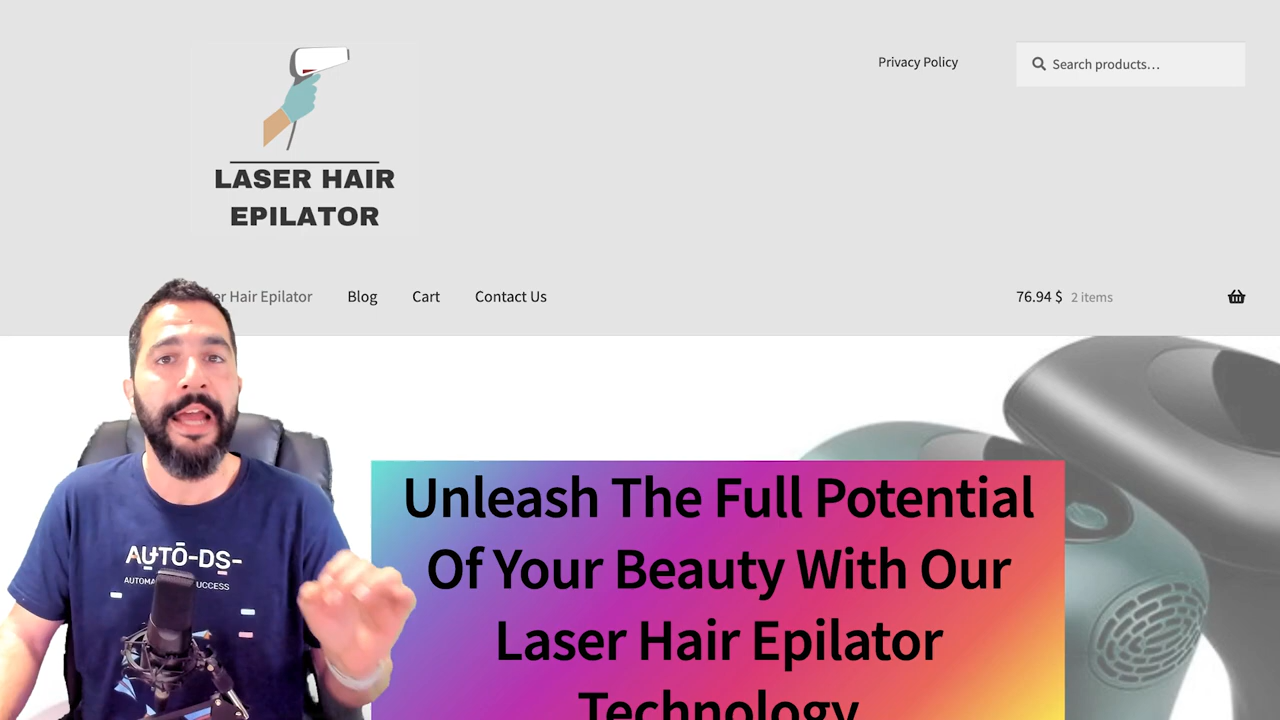 Privacy Policy
Search products...
LASER HAIR
EPILATOR
Hair Epilator
Blog
Cart
Contact Us
76.94 $ 2 items
Unleash The Full Potential
Of Your Beauty With Our
Laser Hair Epilator
Technology
AUTO-DS-